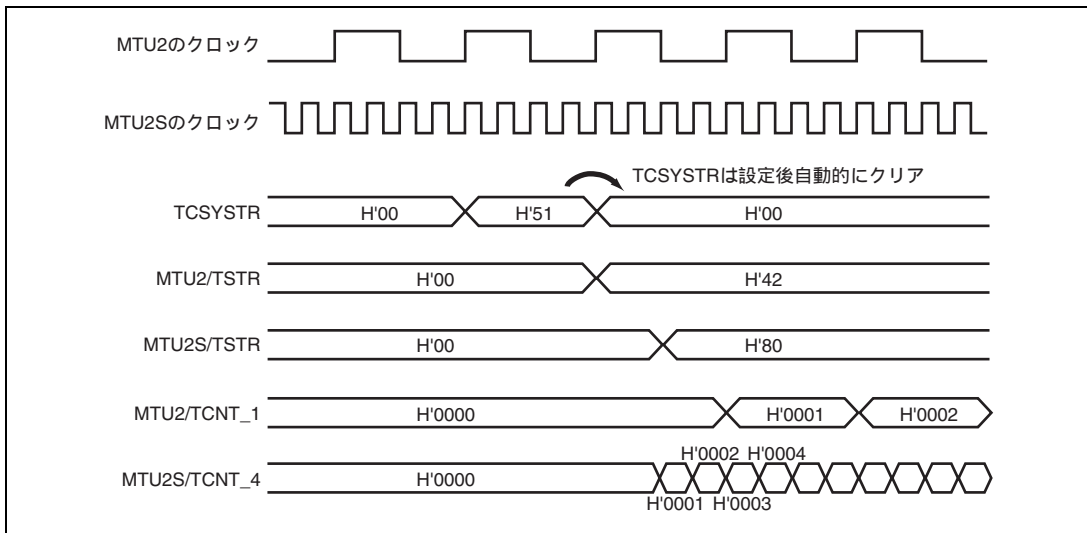 MTU2のクロック
MTU2Sのクロック
TCSYSTRは設定後自動的にクリア
TCSYSTR H'00 H'51 H'00
MTU2/TSTR H'00 H'42
MTU2S/TSTR H'00 H'80
MTU2/TCNT_1 H'0000 H'0001 H'0002
H'0002 H'0004
MTU2S/TCNT_4 H'0000
H'0001 H'0003